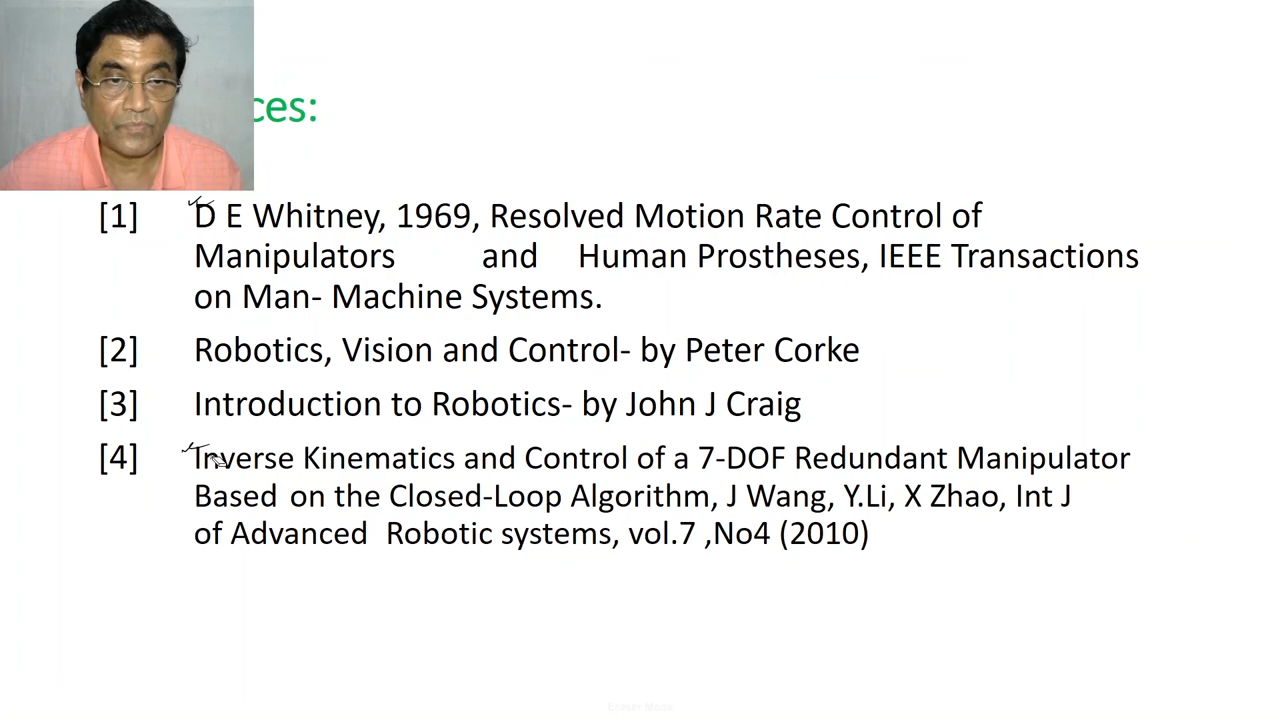 ces:
[1] D E Whitney, 1969, Resolved Motion Rate Control of
Manipulators and Human Prostheses, IEEE Transactions
on Man- Machine Systems.
[2] Robotics, Vision and Control- by Peter Corke
[3] Introduction to Robotics- by John J Craig
[4] Inverse Kinematics and Control of a 7-DOF Redundant Manipulator
Based on the Closed-Loop Algorithm, J Wang, Y.Li, X Zhao, Int J
of Advanced Robotic systems, vol.7 ,No4 (2010)